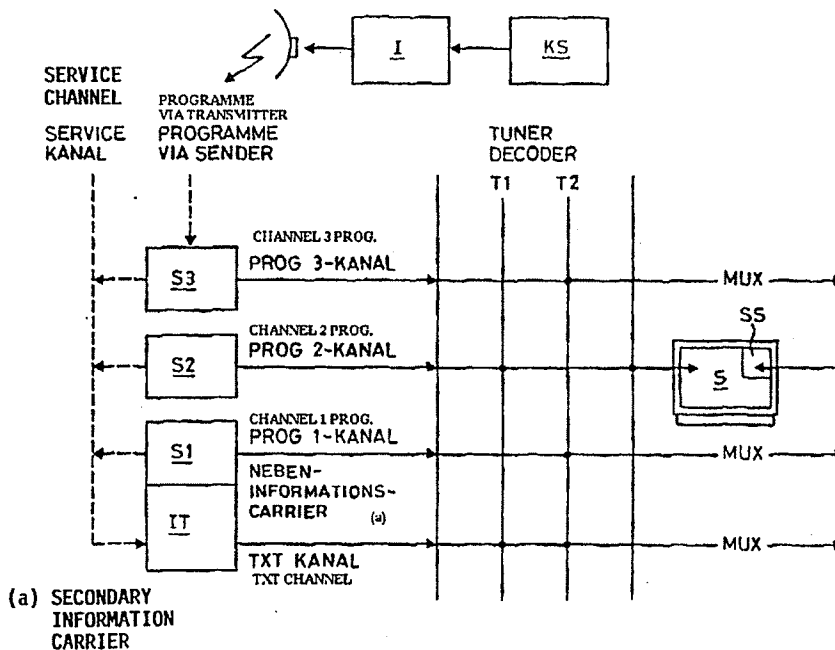 I
KS
SERVICE
CHANNEL
PROGRAMME
VIA TRANSMITTER
SERVICE
KANAL
PROGRAMME
VIA SENDER
TUNER
DECODER
T1
T2
S3
CHANNEL 3 PROG.
PROG 3-KANAL
MUX
S2
CHANNEL 2 PROG.
PROG 2-KANAL
SS
S
S1
CHANNEL 1 PROG.
PROG 1-KANAL
MUX
NEBEN-
INFORMATIONS-
CARRIER
(a)
IT
TXT KANAL
TXT CHANNEL
MUX
(a) SECONDARY
INFORMATION
CARRIER